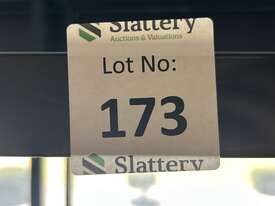 Slattery
Auctions & Valuations
Lot No:
173
Slattery